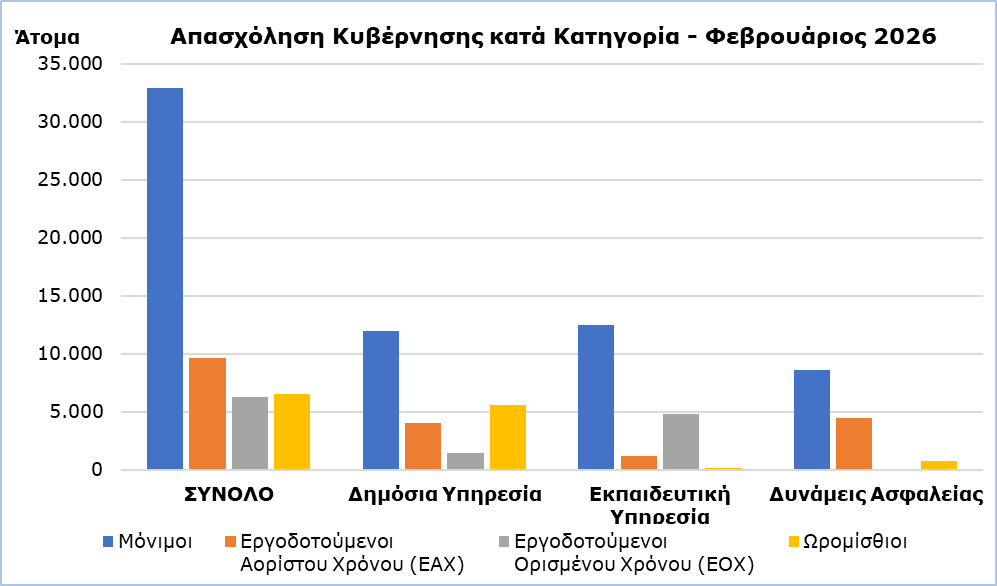 Άτομα
Απασχόληση Κυβέρνησης κατά Κατηγορία - Φεβρουάριος 2026
35.000
30.000
25.000
20.000
15.000
10.000
5.000
0
ΣΥΝΟΛΟ
Δημόσια Υπηρεσία
Εκπαιδευτική
Υπηρεσία
Δυνάμεις Ασφαλείας
Μόνιμοι
Εργοδοτούμενοι
Αορίστου Χρόνου (ΕΑΧ)
Εργοδοτούμενοι
Ορισμένου Χρόνου (ΕΟΧ)
Ωρομίσθιοι